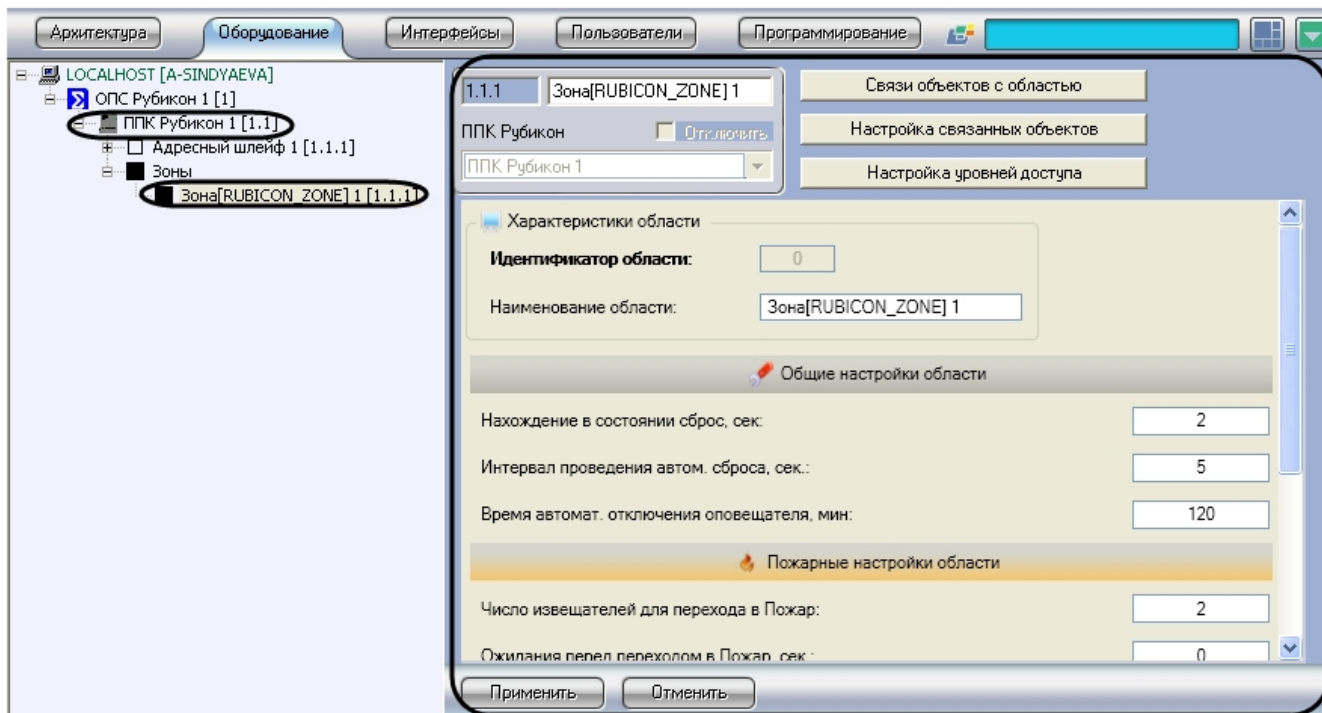 Архитектура Оборудование Интерфейсы Пользователи Программирование
LOCALHOST [A-SINDYAEVA]
ОПС Рубикон 1 [1]
ППК Рубикон 1 [1.1]
Адресный шлейф 1 [1.1.1]
Зоны
Зона[RUBICON_ZONE] 1 [1.1.1]
1.1.1 Зона[RUBICON_ZONE] 1
ППК Рубикон Отключить
ППК Рубикон 1
Связи объектов с областью
Настройка связанных объектов
Настройка уровней доступа
Характеристики области
Идентификатор области: 0
Наименование области: Зона[RUBICON_ZONE] 1
Общие настройки области
Нахождение в состоянии сброс, сек: 2
Интервал проведения автом. сброса, сек.: 5
Время автомат. отключения оповещателя, мин: 120
Пожарные настройки области
Число извещателей для перехода в Пожар: 2
Ожидания перед переходом в Пожар, сек.: 0
Применить Отменить